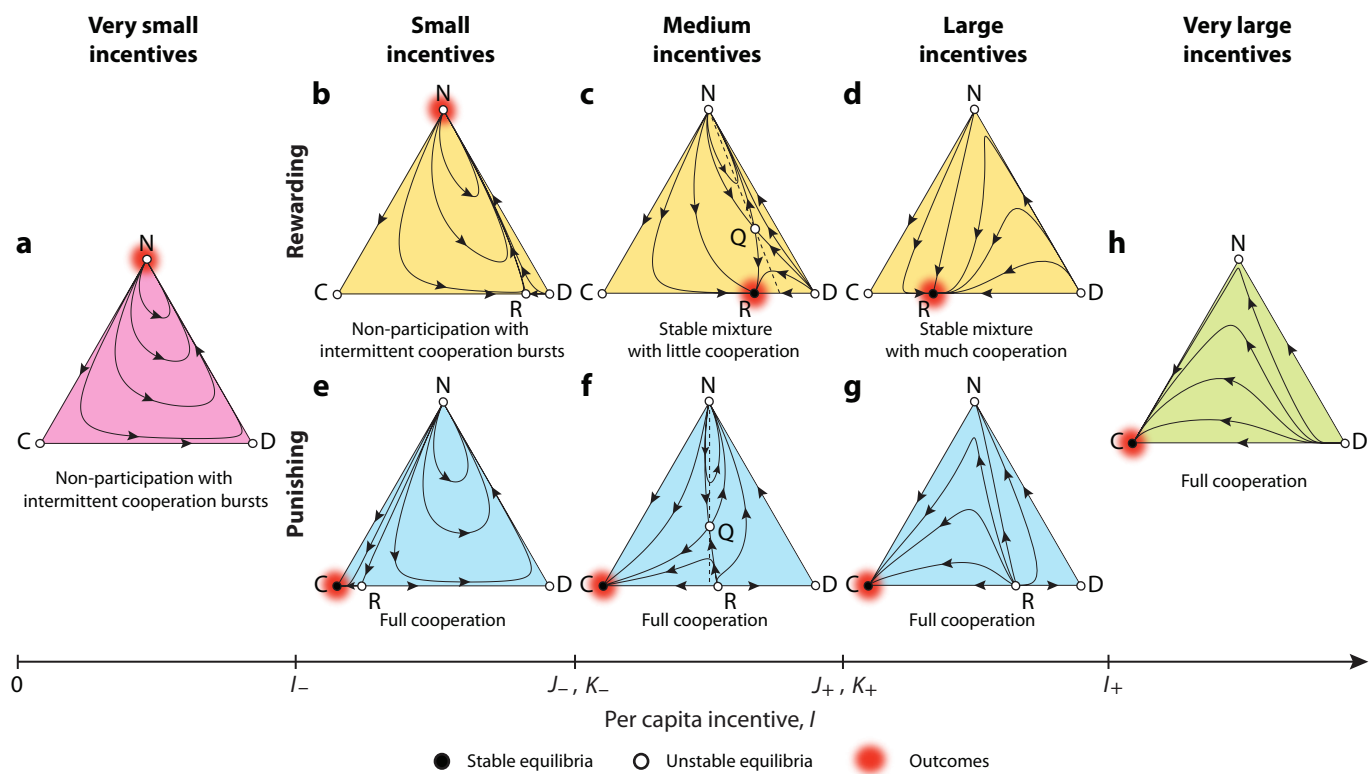 Very small
incentives
Small
incentives
Medium
incentives
Large
incentives
Very large
incentives
Rewarding
b
N
C
R
D
Non-participation with
intermittent cooperation bursts
c
N
Q
C
R
D
Stable mixture
with little cooperation
d
N
C
R
D
Stable mixture
with much cooperation
a
N
C
D
Non-participation with
intermittent cooperation bursts
h
N
C
D
Full cooperation
Punishing
e
N
C
R
D
Full cooperation
f
N
Q
C
R
D
Full cooperation
g
N
C
R
D
Full cooperation
0
I−
J− , K−
J+ , K+
I+
Per capita incentive, I
Stable equilibria
Unstable equilibria
Outcomes